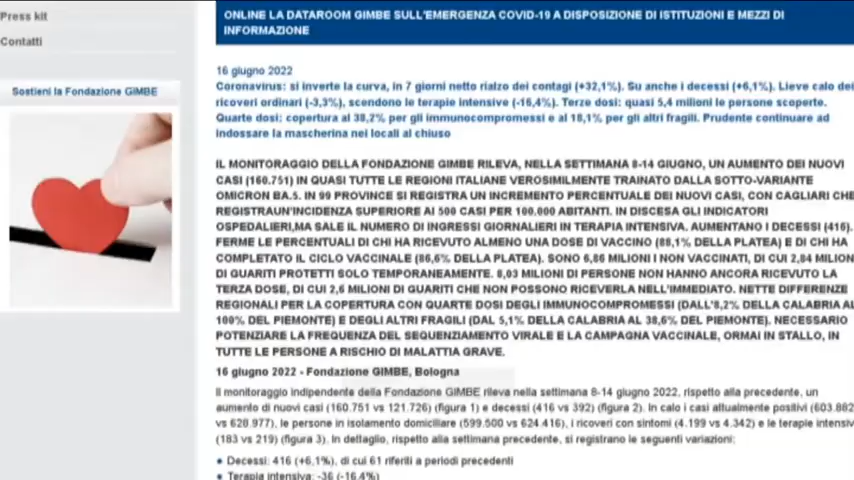 Press kit
Contatti
Sostieni la Fondazione GIMBE
ONLINE LA DATAROOM GIMBE SULL'EMERGENZA COVID-19 A DISPOSIZIONE DI ISTITUZIONI E MEZZI DI
INFORMAZIONE
16 giugno 2022
Coronavirus: si inverte la curva, in 7 giorni netto rialzo dei contagi (+32,1%). Su anche i decessi (+6,1%). Lieve calo dei
ricoveri ordinari (-3,3%), scendono le terapie intensive (-16,4%). Terze dosi: quasi 5,4 milioni le persone scoperte.
Quarte dosi: copertura al 38,2% per gli immunocompromessi e al 18,1% per gli altri fragili. Prudente continuare ad
indossare la mascherina nei locali al chiuso
IL MONITORAGGIO DELLA FONDAZIONE GIMBE RILEVA, NELLA SETTIMANA 8-14 GIUGNO, UN AUMENTO DEI NUOVI
CASI (160.751) IN QUASI TUTTE LE REGIONI ITALIANE VEROSIMILMENTE TRAINATO DALLA SOTTO-VARIANTE
OMICRON BA.5. IN 99 PROVINCE SI REGISTRA UN INCREMENTO PERCENTUALE DEI NUOVI CASI, CON CAGLIARI CHE
REGISTRAUN'INCIDENZA SUPERIORE AI 500 CASI PER 100.000 ABITANTI. IN DISCESA GLI INDICATORI
OSPEDALIERI,MA SALE IL NUMERO DI INGRESSI GIORNALIERI IN TERAPIA INTENSIVA. AUMENTANO I DECESSI (416).
FERME LE PERCENTUALI DI CHI HA RICEVUTO ALMENO UNA DOSE DI VACCINO (88,1% DELLA PLATEA) E DI CHI HA
COMPLETATO IL CICLO VACCINALE (86,6% DELLA PLATEA). SONO 6,86 MILIONI I NON VACCINATI, DI CUI 2,84 MILION
DI GUARITI PROTETTI SOLO TEMPORANEAMENTE. 8,03 MILIONI DI PERSONE NON HANNO ANCORA RICEVUTO LA
TERZA DOSE, DI CUI 2,6 MILIONI DI GUARITI CHE NON POSSONO RICEVERLA NELL'IMMEDIATO. NETTE DIFFERENZE
REGIONALI PER LA COPERTURA CON QUARTE DOSI DEGLI IMMUNOCOMPROMESSI (DALL'8,2% DELLA CALABRIA AL
100% DEL PIEMONTE) E DEGLI ALTRI FRAGILI (DAL 5,1% DELLA CALABRIA AL 38,6% DEL PIEMONTE). NECESSARIO
POTENZIARE LA FREQUENZA DEL SEQUENZIAMENTO VIRALE E LA CAMPAGNA VACCINALE, ORMAI IN STALLO, IN
TUTTE LE PERSONE A RISCHIO DI MALATTIA GRAVE.
16 giugno 2022 - Fondazione GIMBE, Bologna
Il monitoraggio indipendente della Fondazione GIMBE rileva nella settimana 8-14 giugno 2022, rispetto alla precedente, un
aumento di nuovi casi (160.751 vs 121.726) (figura 1) e decessi (416 vs 392) (figura 2). In calo i casi attualmente positivi (603.882
vs 628.977), le persone in isolamento domiciliare (599.500 vs 624.416), i ricoveri con sintomi (4.199 vs 4.342) e le terapie intensiv
(183 vs 219) (figura 3). In dettaglio, rispetto alla settimana precedente, si registrano le seguenti variazioni:
• Decessi: 416 (+6,1%), di cui 61 riferiti a periodi precedenti
• Terapia intensiva: -36 (-16,4%)